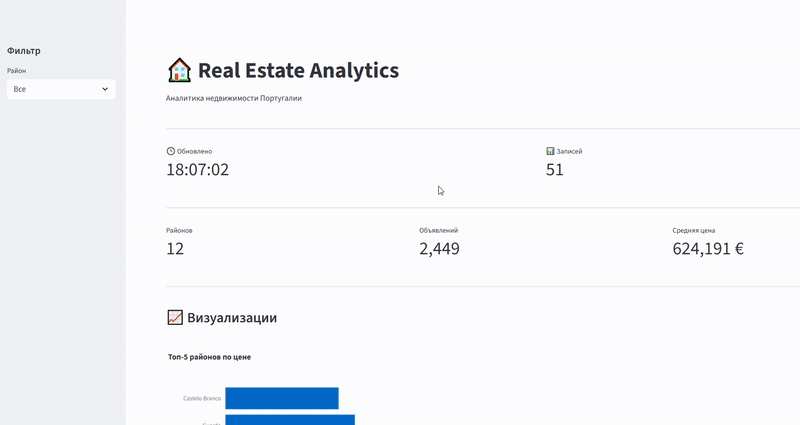 Фильтр
Район
Все
Real Estate Analytics
Аналитика недвижимости Португалии
Обновлено
Записей
18:07:02
51
Районов
Объявлений
Средняя цена
12
2,449
624,191 €
Визуализации
Топ-5 районов по цене
Castelo Branco